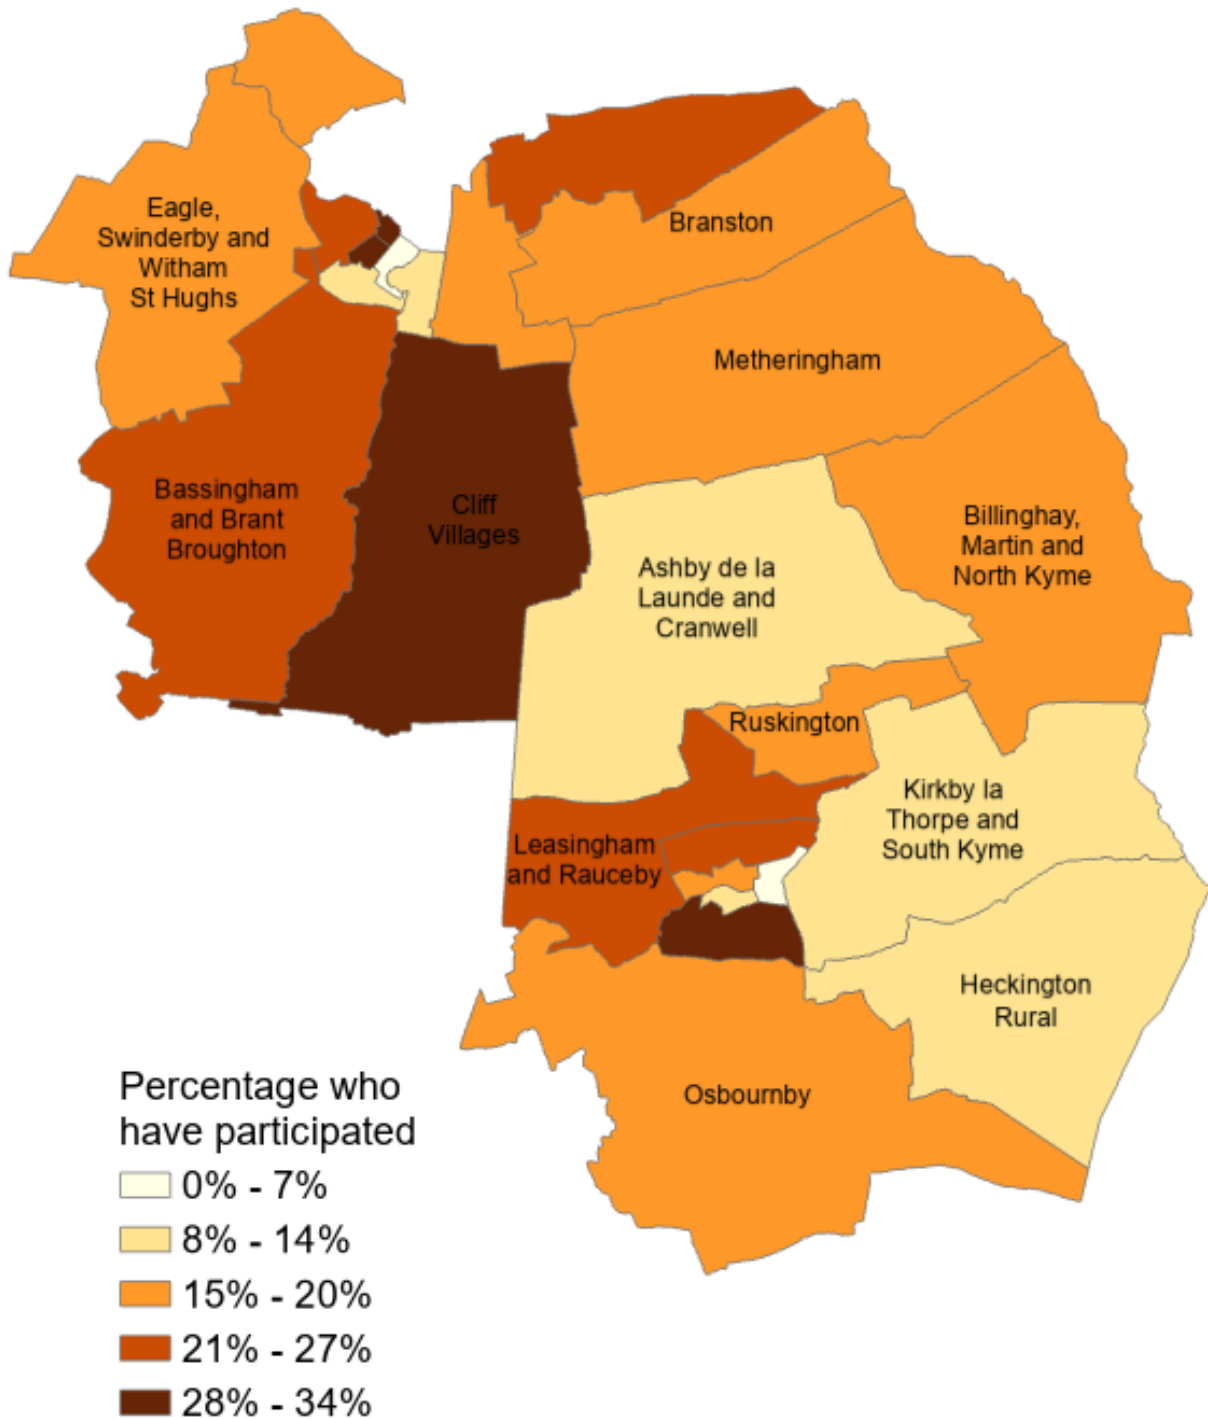 Eagle,
Swinderby and
Witham
St Hughs
Branston
Metheringham
Bassingham
and Brant
Broughton
Cliff
Villages
Billinghay,
Martin and
North Kyme
Ashby de la
Launde and
Cranwell
Ruskington
Kirkby la
Thorpe and
South Kyme
Leasingham
and Rauceby
Heckington
Rural
Osbournby
Percentage who
have participated
0% - 7%
8% - 14%
15% - 20%
21% - 27%
28% - 34%